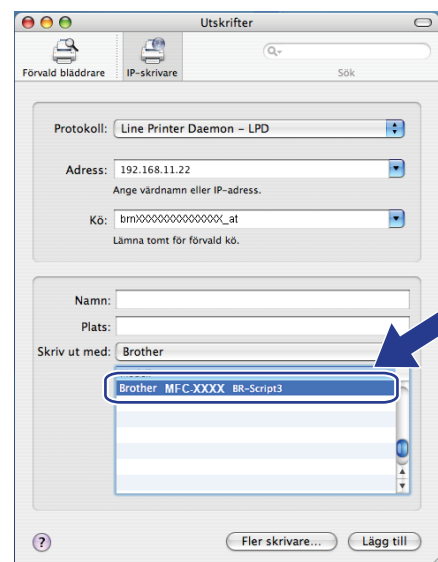 Utskrifter
Förvald bläddrare
IP-skrivare
Sök
Protokoll: Line Printer Daemon – LPD
Adress: 192.168.11.22
Ange värdnamn eller IP-adress.
Kö: brnXXXXXXXXXXXX_at
Lämna tomt för förvald kö.
Namn:
Plats:
Skriv ut med: Brother
Brother MFC-XXXX BR-Script3
?
Fler skrivare...
Lägg till